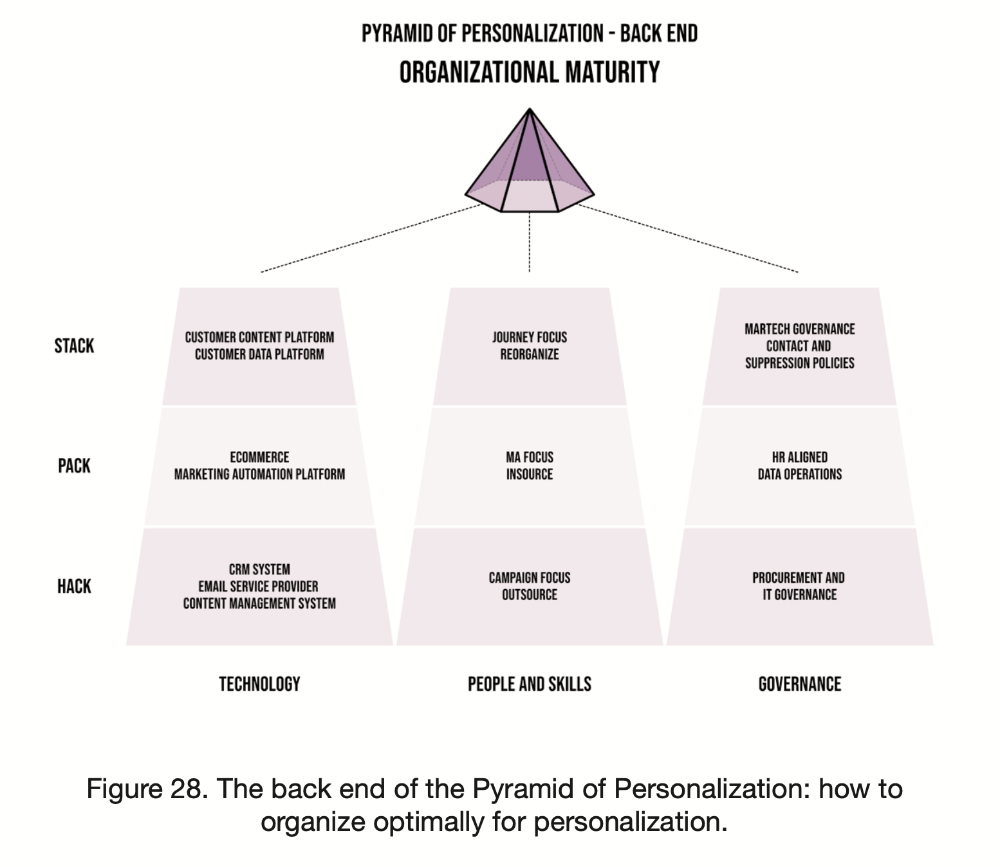 PYRAMID OF PERSONALIZATION - BACK END
ORGANIZATIONAL MATURITY
STACK
CUSTOMER CONTENT PLATFORM
CUSTOMER DATA PLATFORM
JOURNEY FOCUS
REORGANIZE
MARTECH GOVERNANCE
CONTACT AND
SUPPRESSION POLICIES
PACK
ECOMMERCE
MARKETING AUTOMATION PLATFORM
MA FOCUS
INSOURCE
HR ALIGNED
DATA OPERATIONS
HACK
CRM SYSTEM
EMAIL SERVICE PROVIDER
CONTENT MANAGEMENT SYSTEM
CAMPAIGN FOCUS
OUTSOURCE
PROCUREMENT AND
IT GOVERNANCE
TECHNOLOGY
PEOPLE AND SKILLS
GOVERNANCE
Figure 28. The back end of the Pyramid of Personalization: how to
organize optimally for personalization.